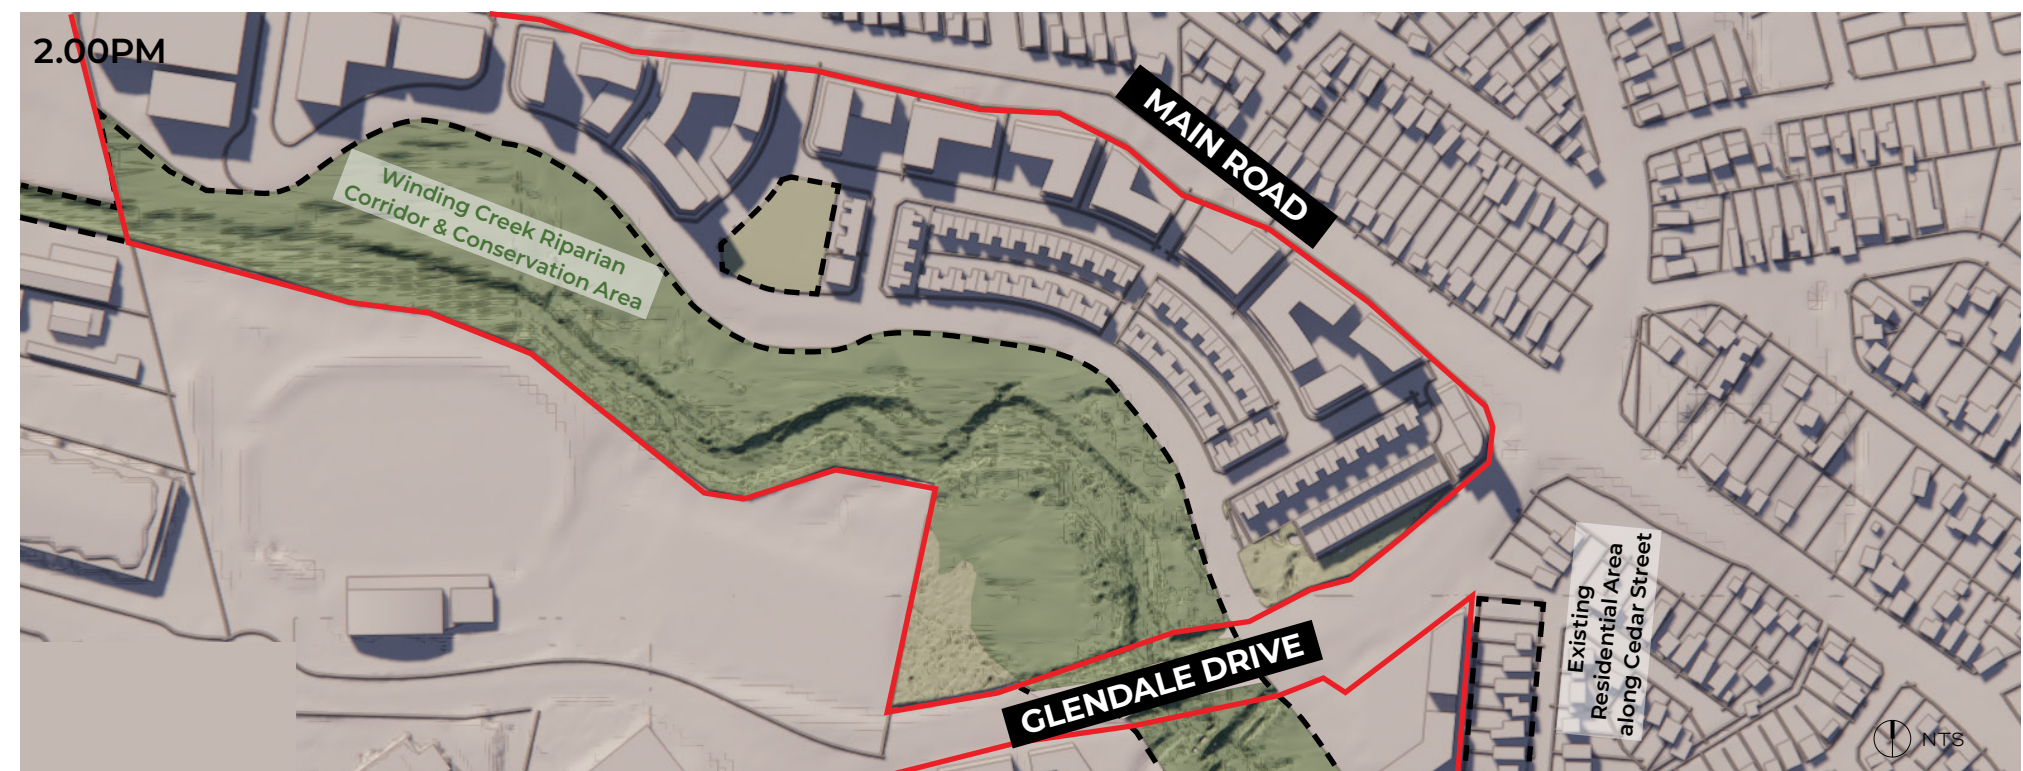 2.00PM
MAIN ROAD
Winding Creek Riparian
Corridor & Conservation Area
Existing
Residential Area
along Cedar Street
GLENDALE DRIVE
NTS